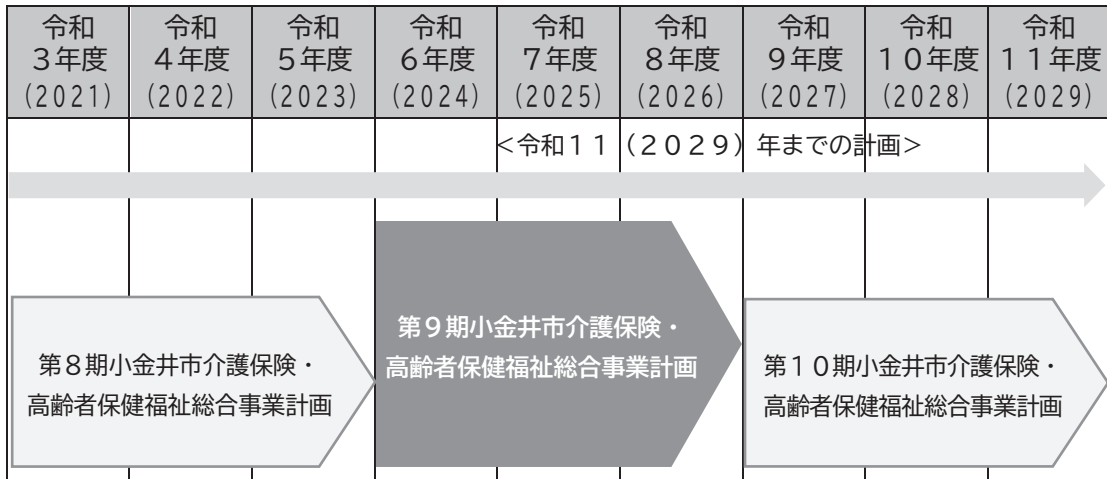 令和
3年度
(2021)
令和
4年度
(2022)
令和
5年度
(2023)
令和
6年度
(2024)
令和
7年度
(2025)
令和
8年度
(2026)
令和
9年度
(2027)
令和
10年度
(2028)
令和
11年度
(2029)
<令和11(2029)年までの計画>
第8期小金井市介護保険・
高齢者保健福祉総合事業計画
第9期小金井市介護保険・
高齢者保健福祉総合事業計画
第10期小金井市介護保険・
高齢者保健福祉総合事業計画